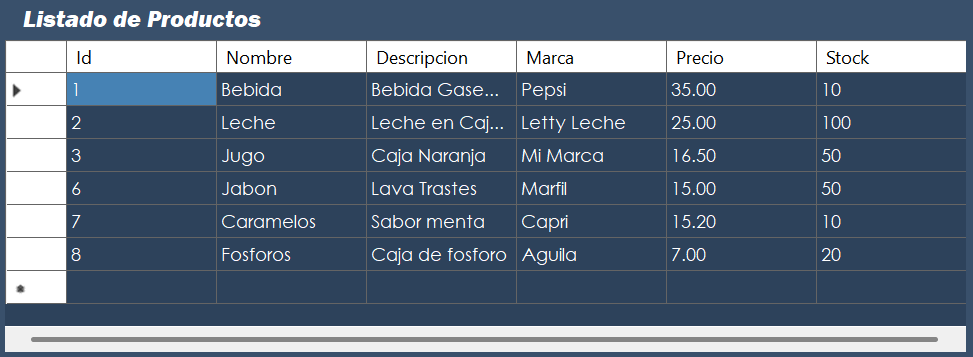 Listado de Productos
Id Nombre Descripcion Marca Precio Stock
1 Bebida Bebida Gase... Pepsi 35.00 10
2 Leche Leche en Caj... Letty Leche 25.00 100
3 Jugo Caja Naranja Mi Marca 16.50 50
6 Jabon Lava Trastes Marfil 15.00 50
7 Caramelos Sabor menta Capri 15.20 10
8 Fosforos Caja de fosforo Aguila 7.00 20